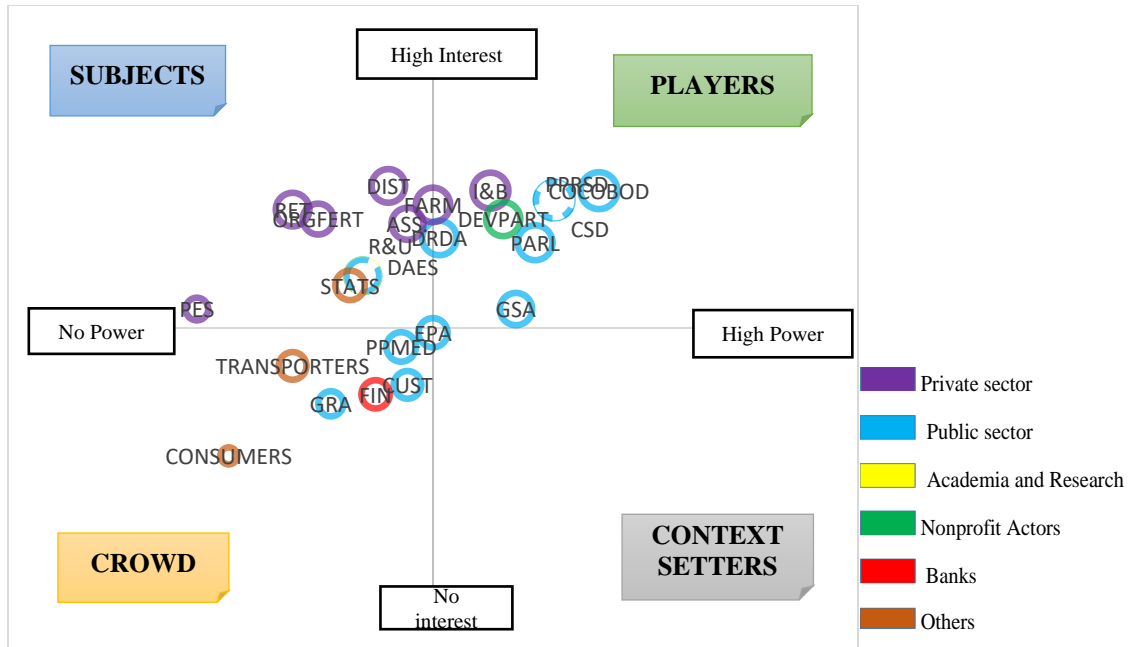 High Interest
SUBJECTS
PLAYERS
DIST
I&B
PPRSD
COCOBOD
RET
ORGFERT
FARM
ASS.
DEVPART
CSD
DRDA
PARL
R&U
DAES
STATS
PES
GSA
No Power
EPA
High Power
PPMED
TRANSPORTERS
CUST
FIN
GRA
CONSUMERS
Private sector
Public sector
Academia and Research
Nonprofit Actors
Banks
Others
CROWD
CONTEXT
SETTERS
No
interest